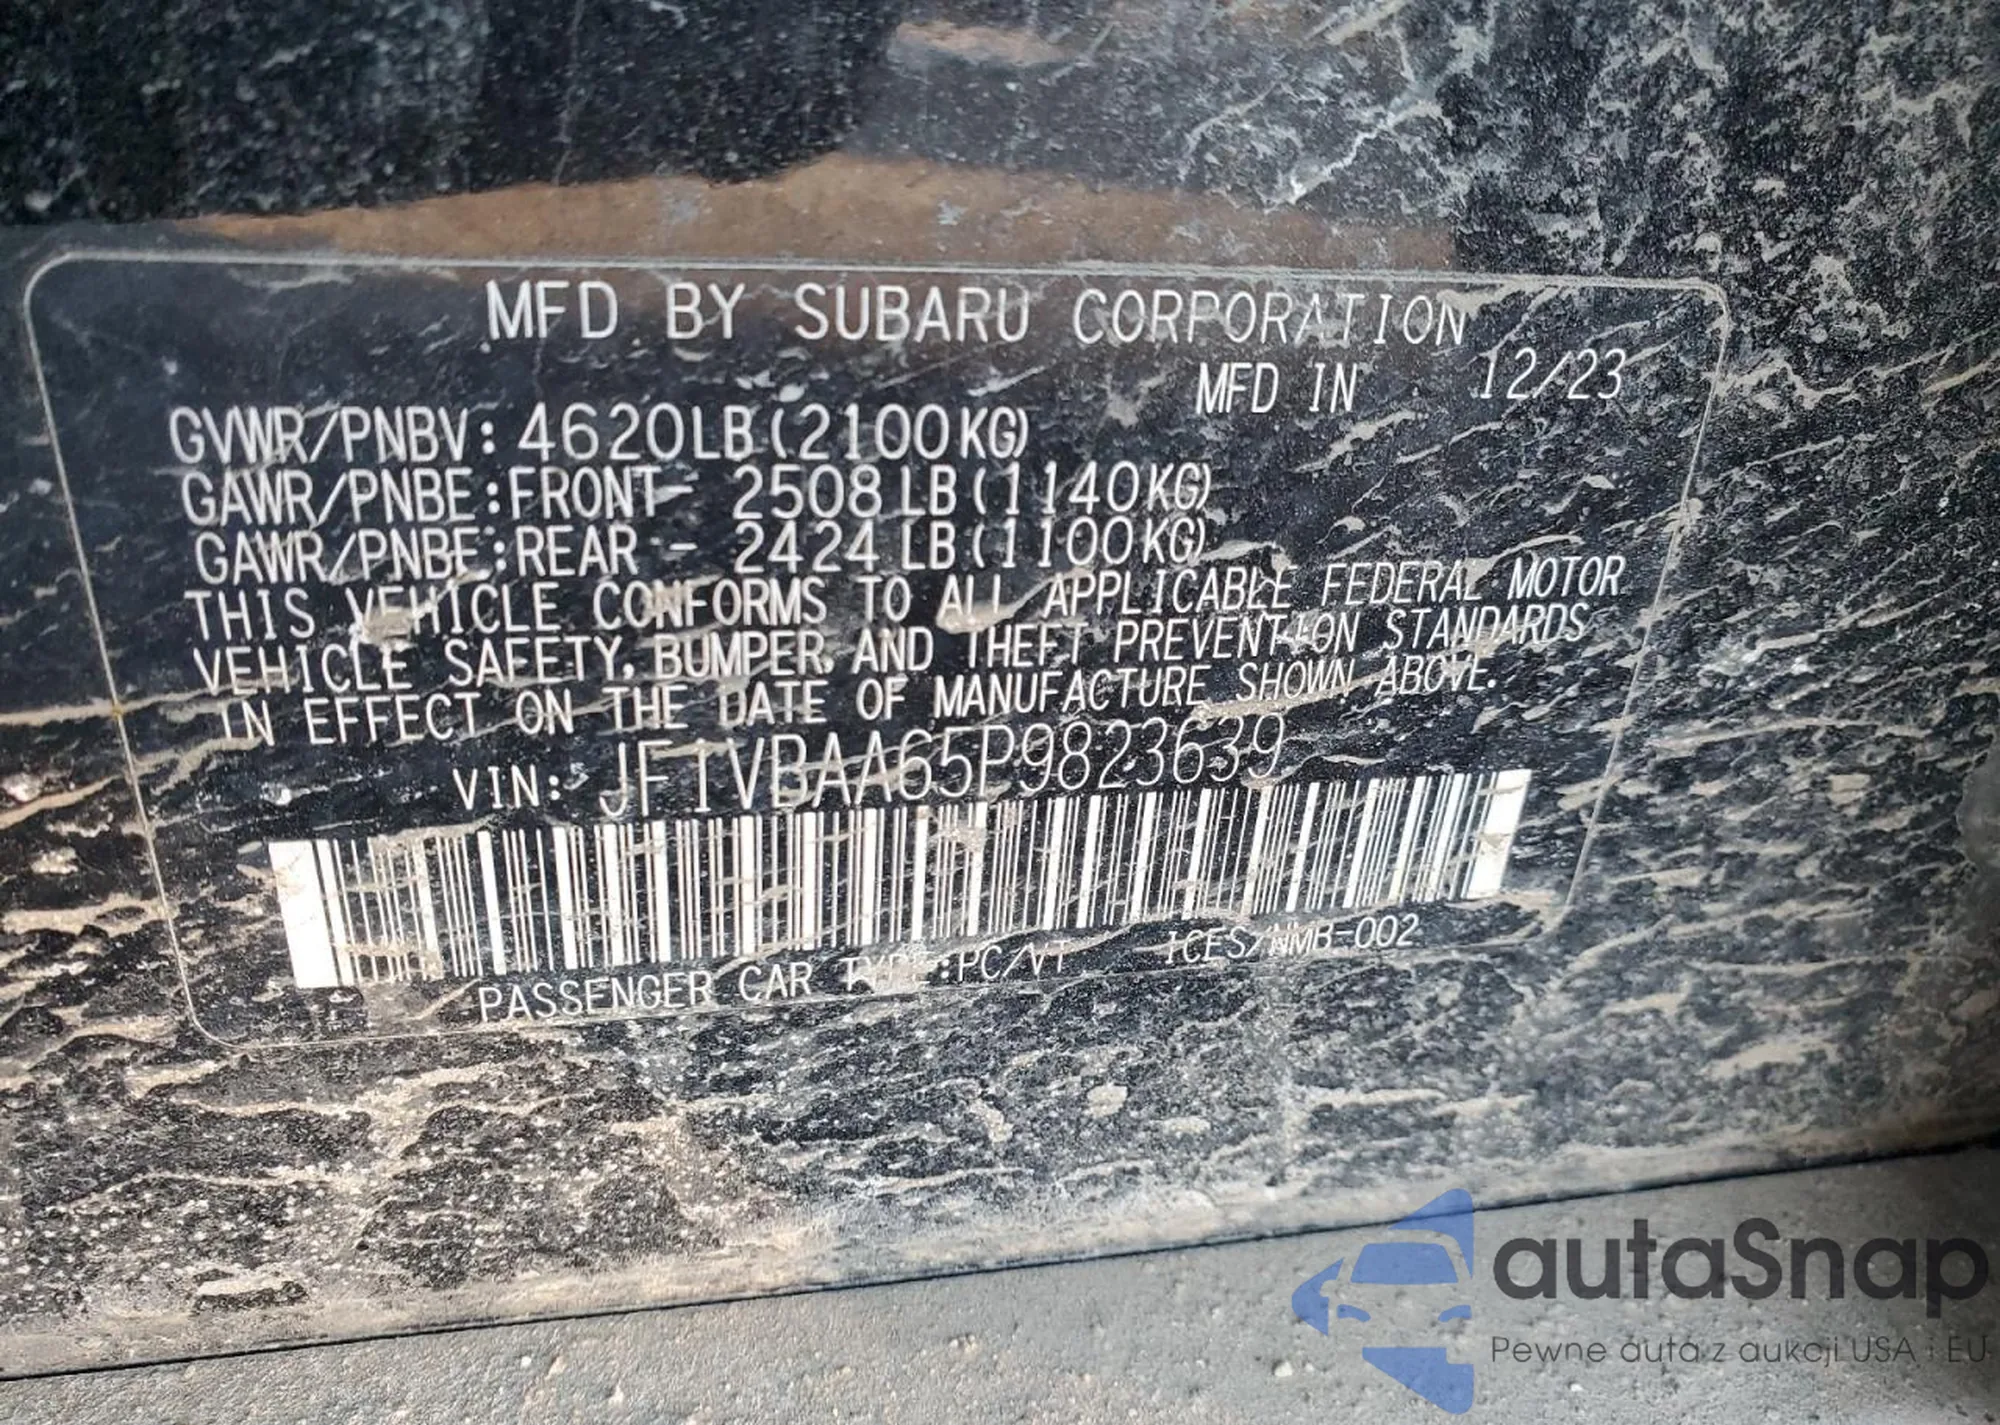 MFD BY SUBARU CORPORATION
MFD IN 12/23
GVWR/PNBV: 4620LB(2100KG)
GAWR/PNBE:FRONT- 2508LB(1140KG)
GAWR/PNBE:REAR - 2424LB(1100KG)
THIS VEHICLE CONFORMS TO ALL APPLICABLE FEDERAL MOTOR
VEHICLE SAFETY, BUMPER, AND THEFT PREVENTION STANDARDS
IN EFFECT ON THE DATE OF MANUFACTURE SHOWN ABOVE.
VIN: JF1VBAA65P9823639
PASSENGER CAR TYPE:PC/VT ICES/NMB-002
autaSnap
Pewne auta z aukcji USA i EU